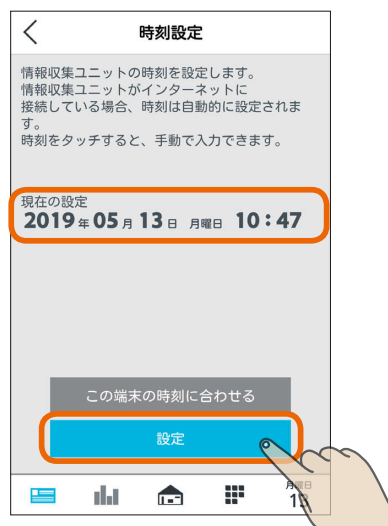 時刻設定
情報収集ユニットの時刻を設定します。
情報収集ユニットがインターネットに
接続している場合、時刻は自動的に設定されま
す。
時刻をタッチすると、手動で入力できます。
現在の設定
2019年05月13日 月曜日 10:47
この端末の時刻に合わせる
設定